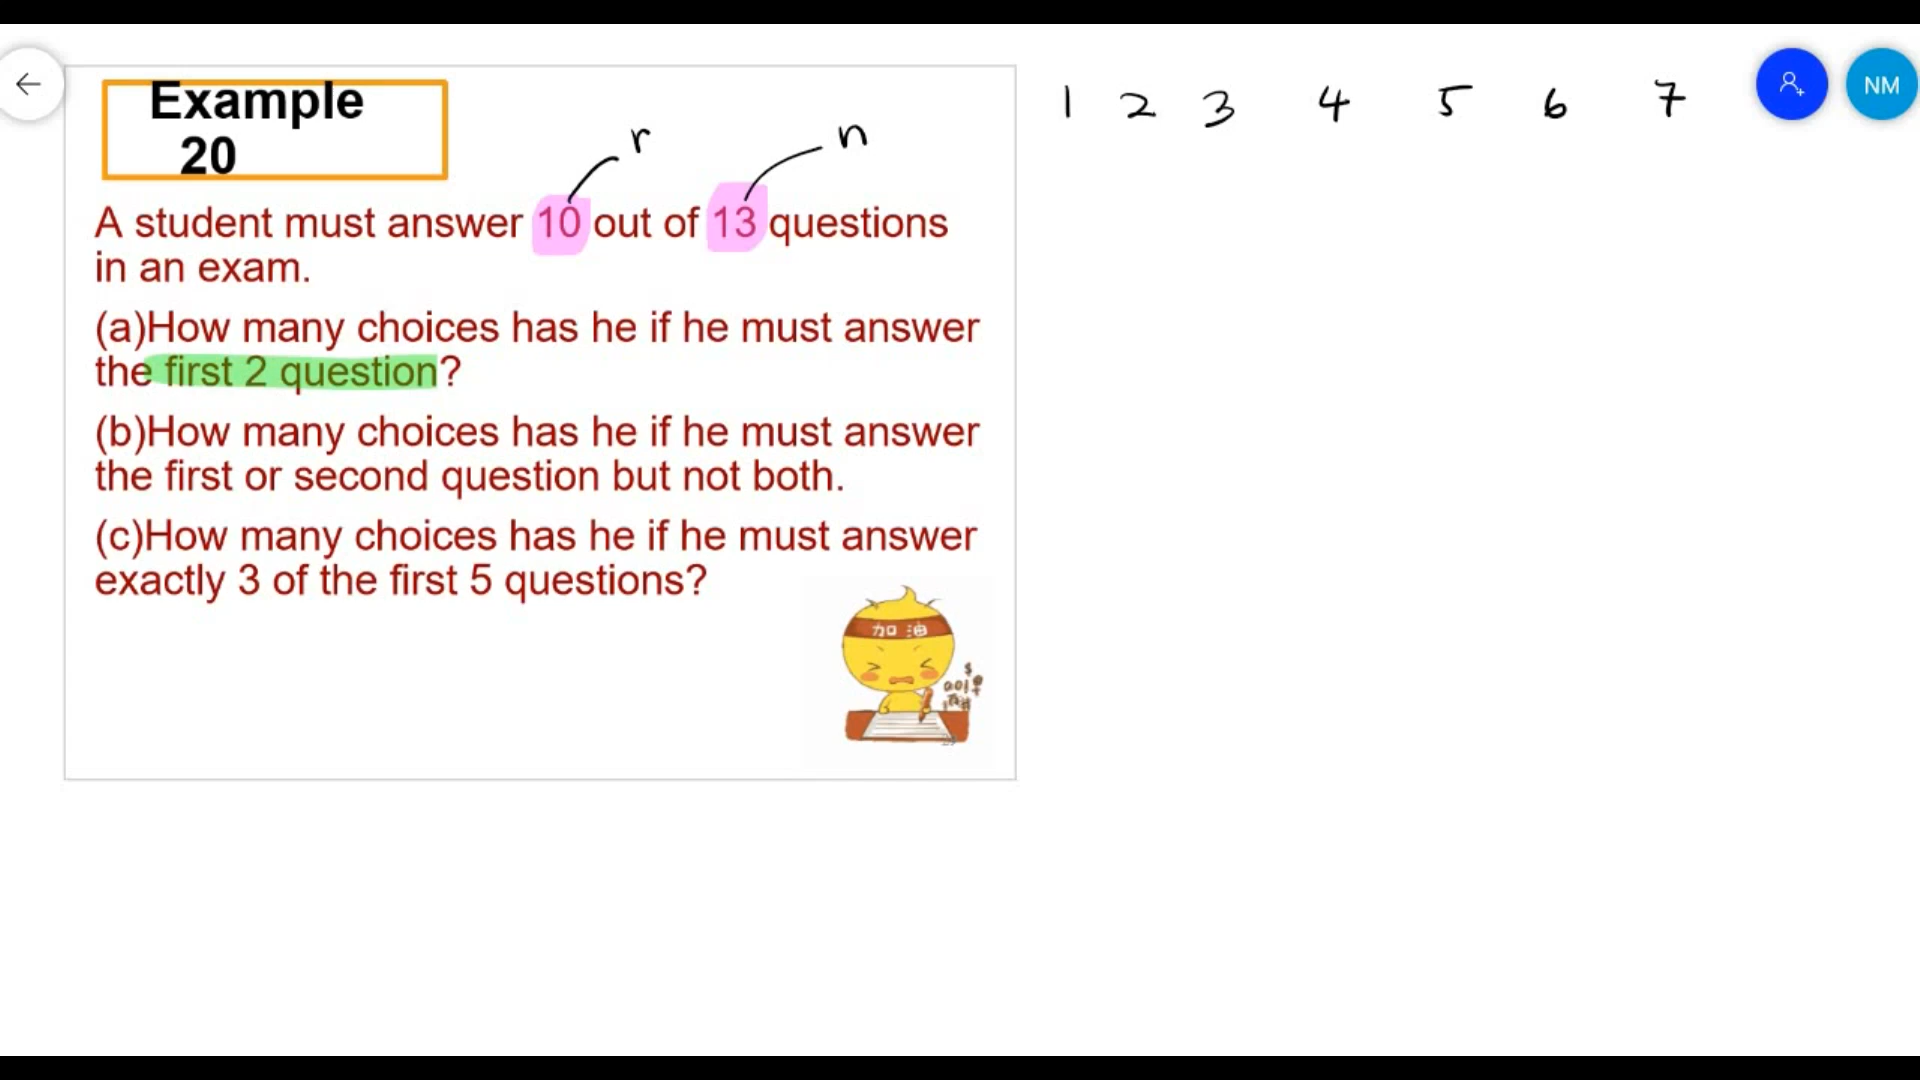 Example
20
r
n
A student must answer 10 out of 13 questions
in an exam.
(a)How many choices has he if he must answer
the first 2 question?
(b)How many choices has he if he must answer
the first or second question but not both.
(c)How many choices has he if he must answer
exactly 3 of the first 5 questions?
加油
1 2 3 4 5 6 7
NM